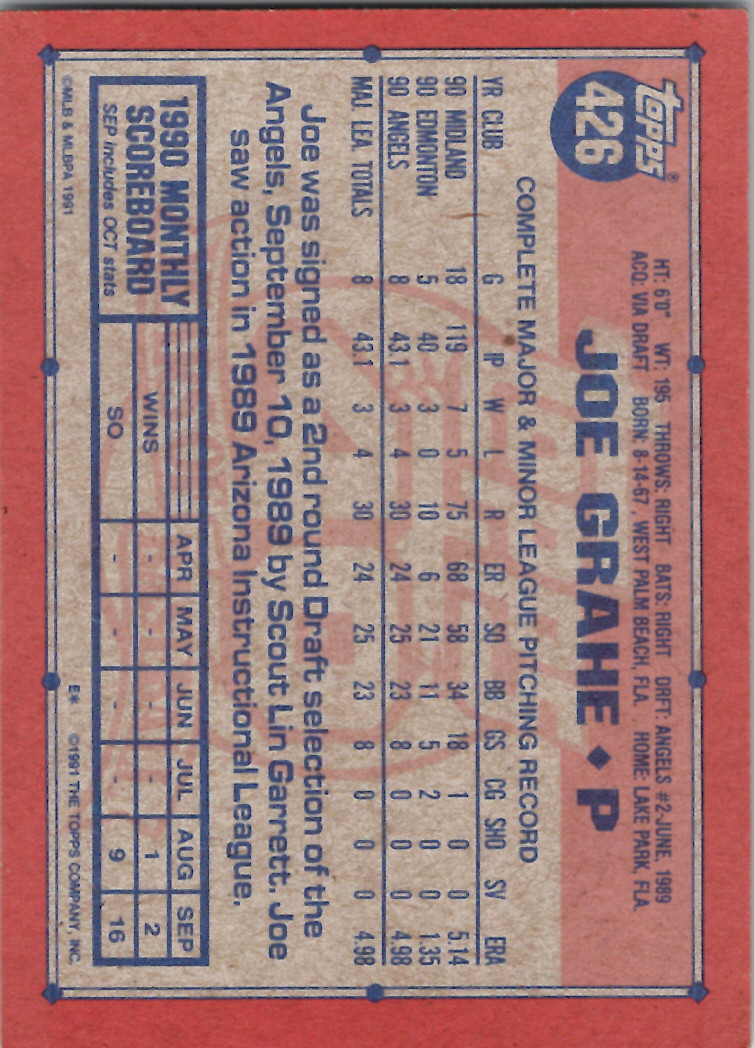 Topps®
426
HT: 6'0" WT: 195 THROWS: RIGHT BATS: RIGHT DRFT: ANGELS #2-JUNE, 1989
ACQ: VIA DRAFT BORN: 8-14-67, WEST PALM BEACH, FLA. HOME: LAKE PARK, FLA.
JOE GRAHE ♦ P
COMPLETE MAJOR & MINOR LEAGUE PITCHING RECORD
YR CLUB G IP W L R ER SO BB GS CG SHO SV ERA
90 MIDLAND 18 119 7 5 75 68 58 34 18 1 0 0 5.14
90 EDMONTON 5 40 3 0 10 6 21 11 5 2 0 0 1.35
90 ANGELS 8 43.1 3 4 30 24 25 23 8 0 0 0 4.98
MAJ. LEA. TOTALS 8 43.1 3 4 30 24 25 23 8 0 0 0 4.98
Joe was signed as a 2nd round Draft selection of the
Angels, September 10, 1989 by Scout Lin Garrett. Joe
saw action in 1989 Arizona Instructional League.
1990 MONTHLY
SCOREBOARD
SEP includes OCT stats
APR MAY JUN JUL AUG SEP
WINS - - - - 1 2
SO - - - - 9 16
©MLB & MLBPA 1991
E* ©1991 THE TOPPS COMPANY, INC.